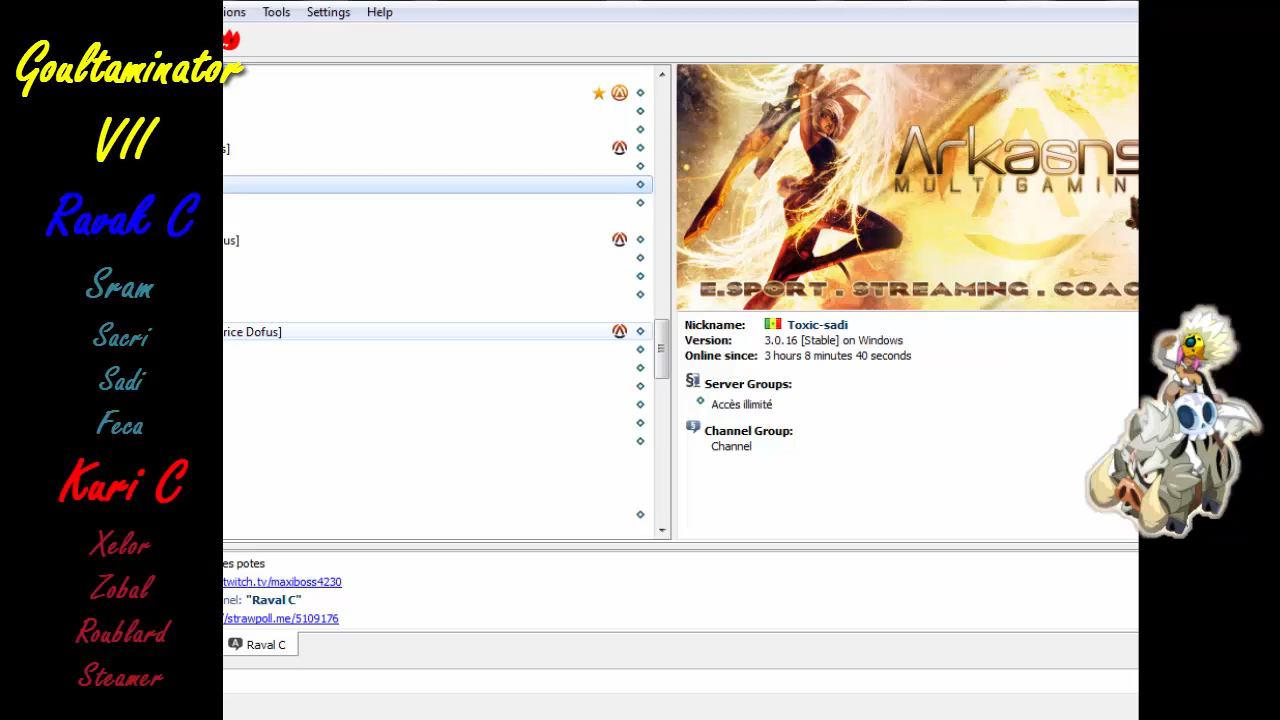 Goultaminator
VII
Ravak C
Sram
Sacri
Sadi
Feca
Kuri C
Xelor
Zobal
Roublard
Steamer
ions Tools Settings Help
s]
us]
rice Dofus]
Arkasns
MULTIGAMIN
E.SPORT . STREAMING . COAC
Nickname: Toxic-sadi
Version: 3.0.16 [Stable] on Windows
Online since: 3 hours 8 minutes 40 seconds
Server Groups:
Accès illimité
Channel Group:
Channel
es potes
twitch.tv/maxiboss4230
nel: "Raval C"
/strawpoll.me/5109176
Raval C